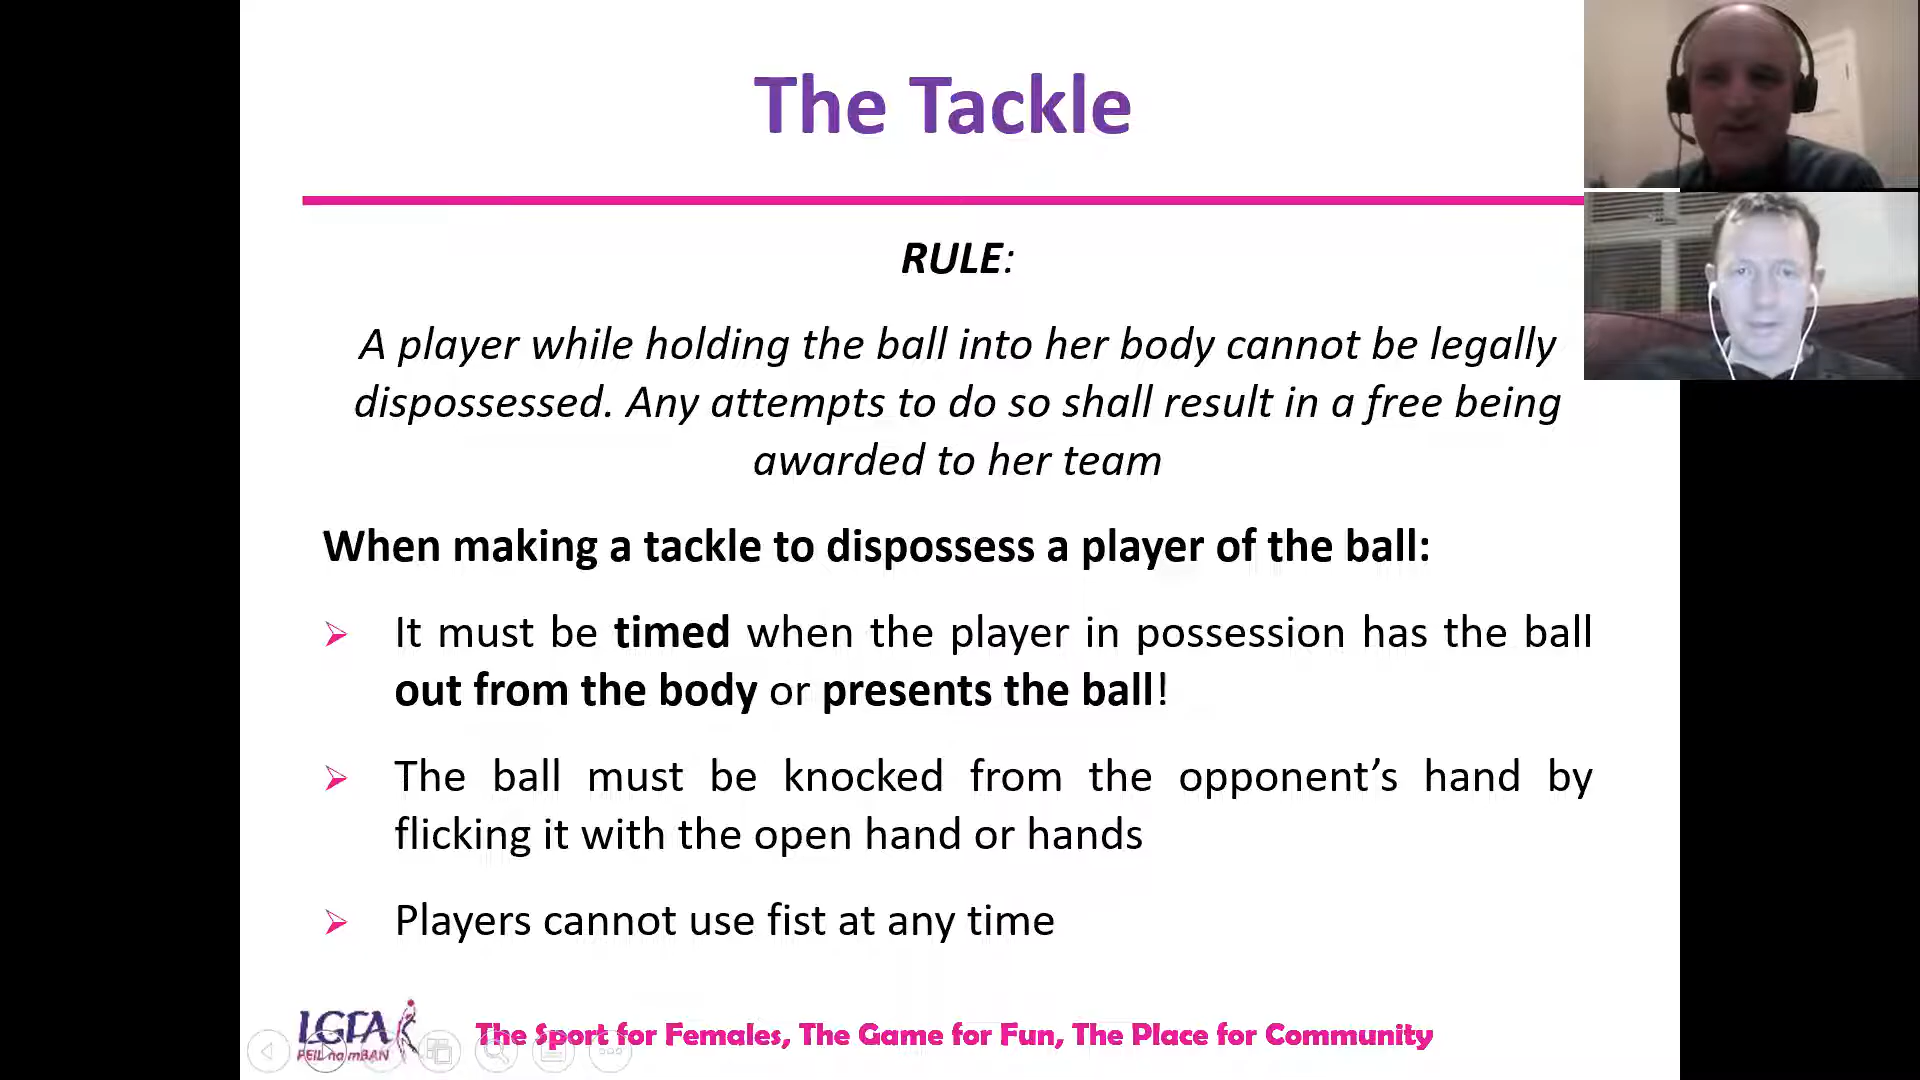 The Tackle
RULE:
A player while holding the ball into her body cannot be legally
dispossessed. Any attempts to do so shall result in a free being
awarded to her team
When making a tackle to dispossess a player of the ball:
It must be timed when the player in possession has the ball
out from the body or presents the ball!
The ball must be knocked from the opponent’s hand by
flicking it with the open hand or hands
Players cannot use fist at any time
LGFA
PEIL na mBAN
The Sport for Females, The Game for Fun, The Place for Community